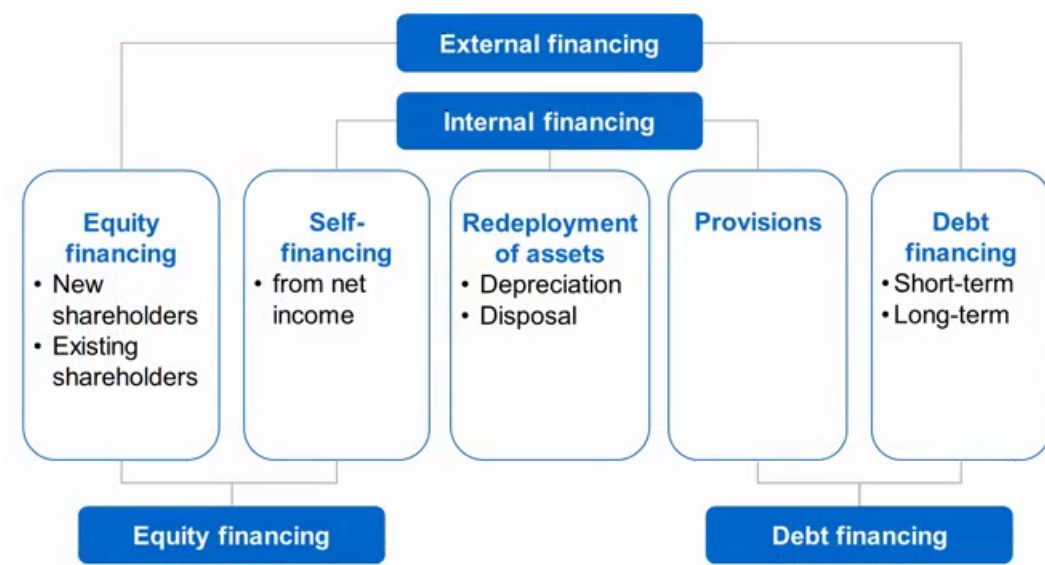 External financing
Internal financing
Equity
financing
• New
shareholders
• Existing
shareholders
Self-
financing
• from net
income
Redeployment
of assets
• Depreciation
• Disposal
Provisions
Debt
financing
• Short-term
• Long-term
Equity financing
Debt financing